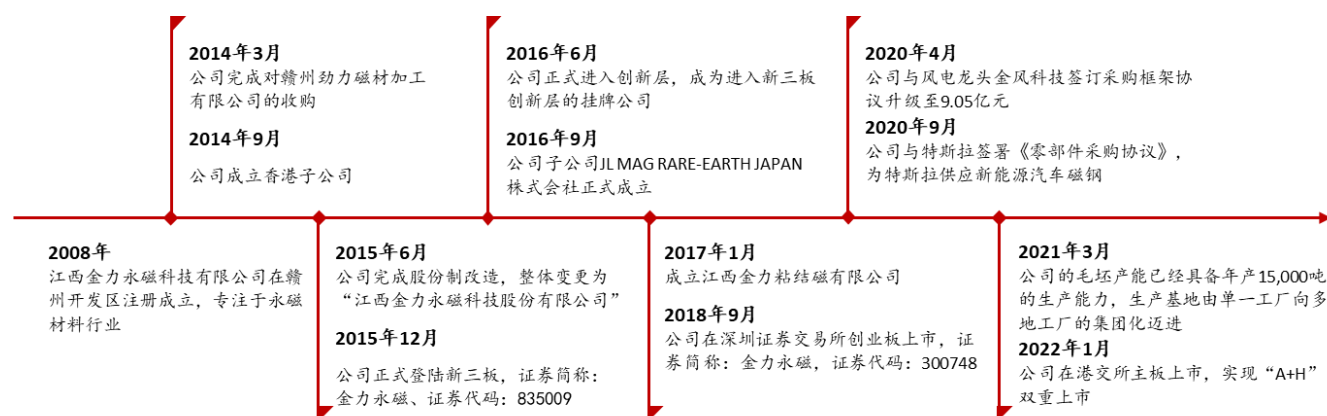 2014年3月
公司完成对赣州劲力磁材加工
有限公司的收购
2014年9月
公司成立香港子公司
2016年6月
公司正式进入创新层，成为进入新三板
创新层的挂牌公司
2016年9月
公司子公司JL MAG RARE-EARTH JAPAN
株式会社正式成立
2020年4月
公司与风电龙头金风科技签订采购框架协
议升级至9.05亿元
2020年9月
公司与特斯拉签署《零部件采购协议》，
为特斯拉供应新能源汽车磁钢
2008年
江西金力永磁科技有限公司在赣
州开发区注册成立，专注于永磁
材料行业
2015年6月
公司完成股份制改造，整体变更为
“江西金力永磁科技股份有限公司”
2015年12月
公司正式登陆新三板，证券简称：
金力永磁、证券代码：835009
2017年1月
成立江西金力粘结磁有限公司
2018年9月
公司在深圳证券交易所创业板上市，证
券简称：金力永磁，证券代码：300748
2021年3月
公司的毛坯产能已经具备年产15,000吨
的生产能力，生产基地由单一工厂向多
地工厂的集团化迈进
2022年1月
公司在港交所主板上市，实现“A+H”
双重上市